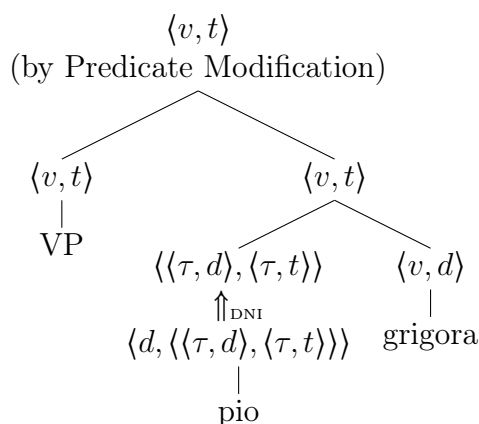 ⟨v, t⟩
(by Predicate Modification)
⟨v, t⟩ ⟨v, t⟩
VP
⟨⟨τ, d⟩, ⟨τ, t⟩⟩ ⟨v, d⟩
⇑DNI
⟨d, ⟨⟨τ, d⟩, ⟨τ, t⟩⟩⟩ grigora
pio